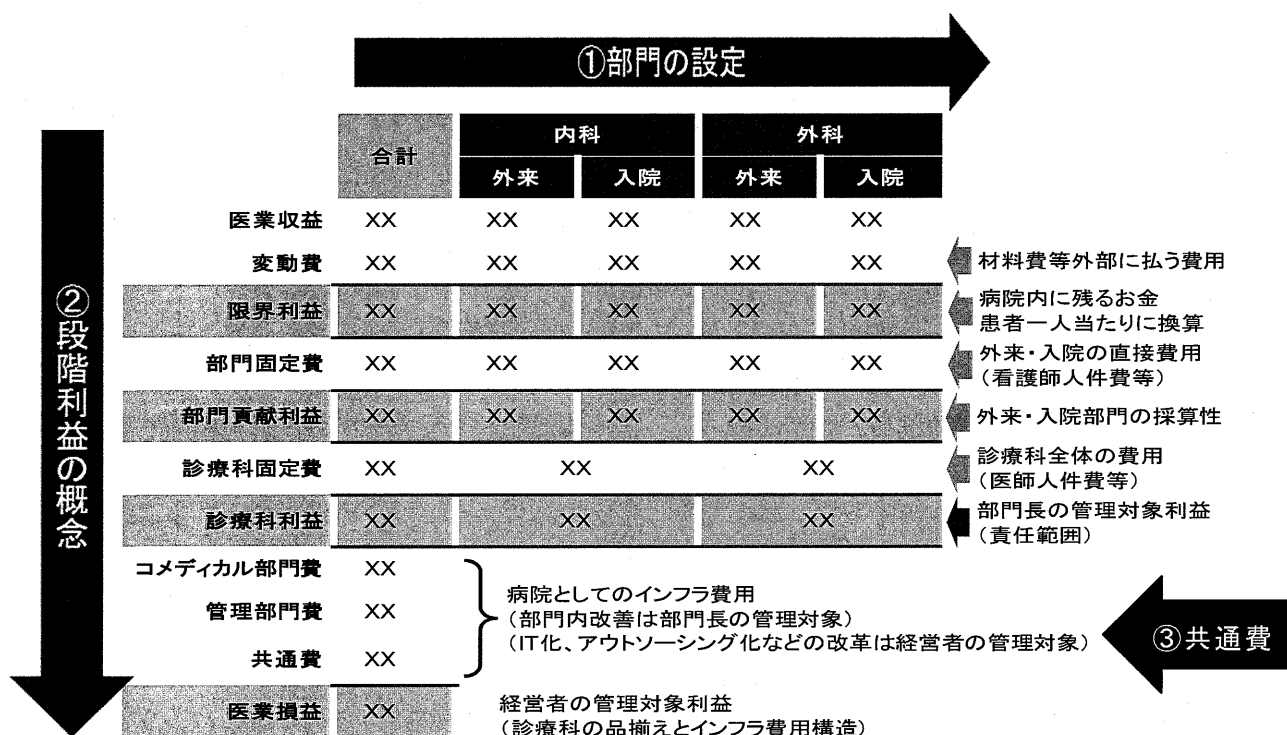 ①部門の設定
②段階利益の概念
合計 内科 外科
外来 入院 外来 入院
医業収益 XX XX XX XX XX
変動費 XX XX XX XX XX 材料費等外部に払う費用
限界利益 XX XX XX XX XX 病院内に残るお金
患者一人当たりに換算
部門固定費 XX XX XX XX XX 外来・入院の直接費用
(看護師人件費等)
部門貢献利益 XX XX XX XX XX 外来・入院部門の採算性
診療科固定費 XX XX XX 診療科全体の費用
(医師人件費等)
診療科利益 XX XX XX 部門長の管理対象利益
(責任範囲)
コメディカル部門費 XX
管理部門費 XX
共通費 XX
病院としてのインフラ費用
(部門内改善は部門長の管理対象)
(IT化、アウトソーシング化などの改革は経営者の管理対象)
③共通費
医業損益 XX 経営者の管理対象利益
(診療科の品揃えとインフラ費用構造)